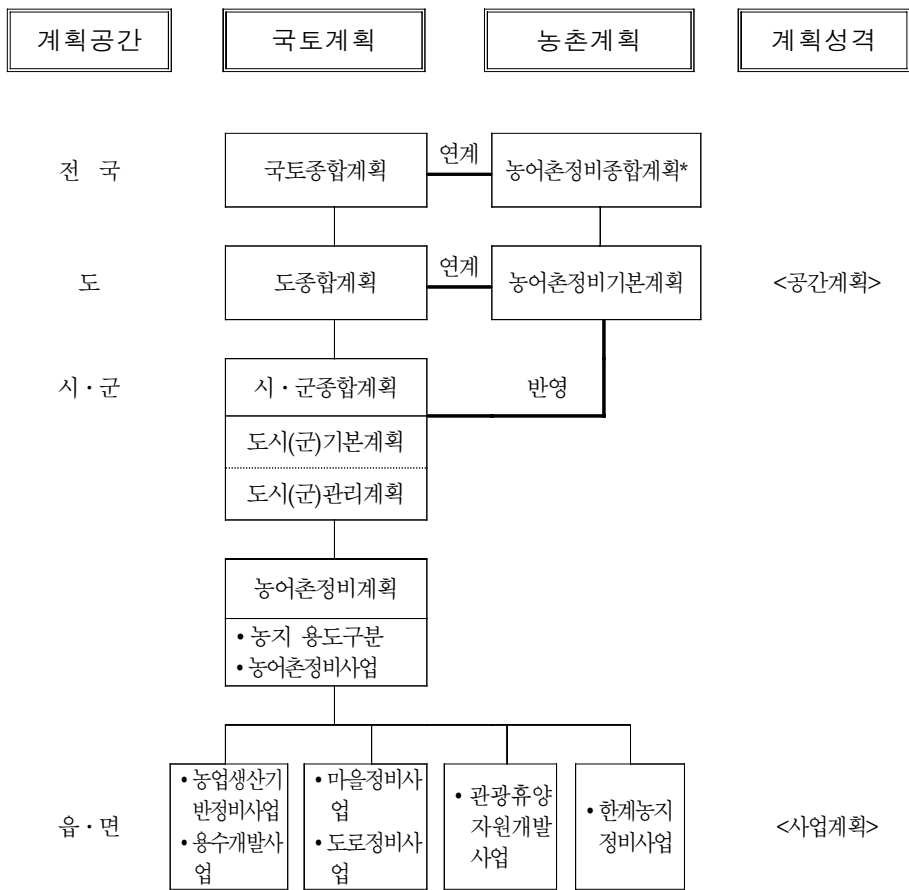 계획공간 국토계획 농촌계획 계획성격
전 국 국토종합계획 연계 농어촌정비종합계획*
도 도종합계획 연계 농어촌정비기본계획 <공간계획>
시·군 시·군종합계획 반영
도시(군)기본계획
도시(군)관리계획
농어촌정비계획
• 농지 용도구분
• 농어촌정비사업
• 농업생산기
반정비사업
• 용수개발사
업
• 마을정비사
업
• 도로정비사
업
• 관광휴양
자원개발
사업
• 한계농지
정비사업
읍·면 <사업계획>